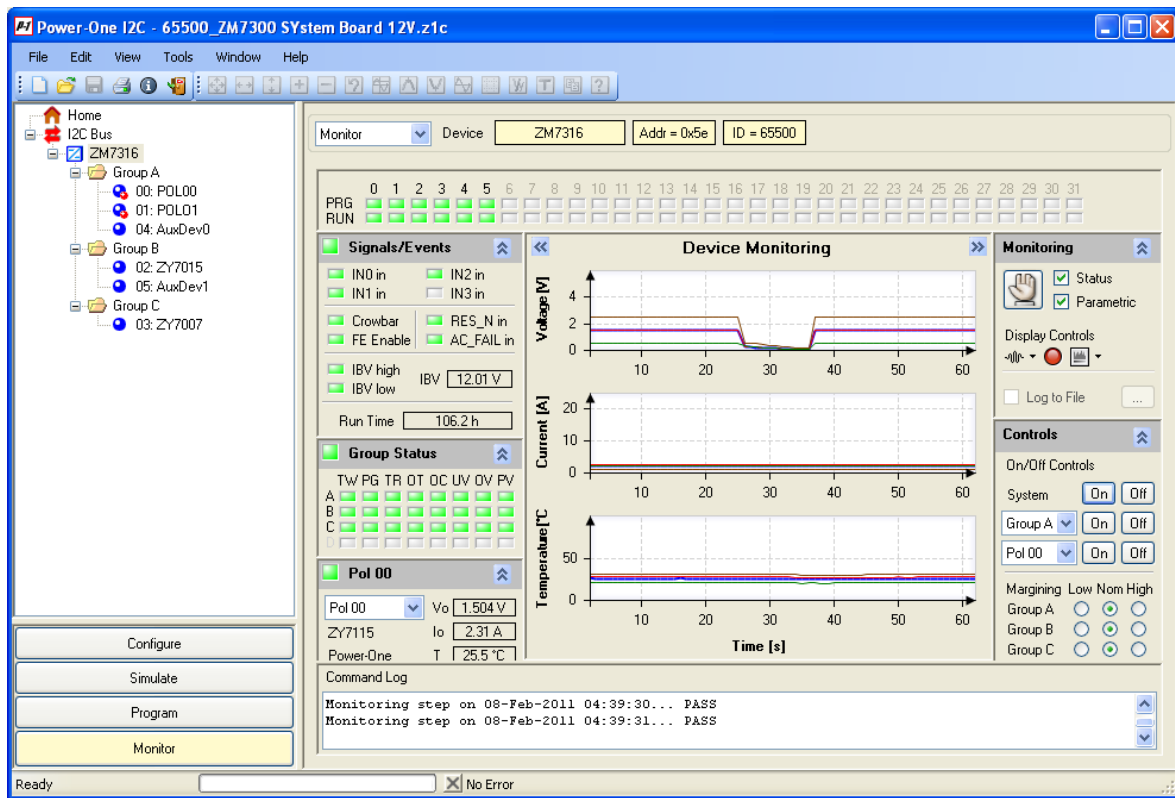 Power-One I2C - 65500_ZM7300 SYstem Board 12V.z1c
File Edit View Tools Window Help
Home
I2C Bus
ZM7316
Group A
00: POL00
01: POL01
04: AuxDev0
Group B
02: ZY7015
05: AuxDev1
Group C
03: ZY7007
Configure
Simulate
Program
Monitor
Monitor Device ZM7316 Addr = 0x5e ID = 65500
0 1 2 3 4 5 6 7 8 9 10 11 12 13 14 15 16 17 18 19 20 21 22 23 24 25 26 27 28 29 30 31
PRG
RUN
Signals/Events
IN0 in IN2 in
IN1 in IN3 in
Crowbar RES_N in
FE Enable AC_FAIL in
IBV high
IBV low
IBV 12.01 V
Run Time 106.2 h
Group Status
TW PG TR OT OC UV OV PV
A
B
C
D
Pol 00
Pol 00 Vo 1.504 V
ZY7115 Io 2.31 A
Power-One T 25.5 °C
Device Monitoring
Voltage [V]
4
2
0
10 20 30 40 50 60
Current [A]
20
10
0
10 20 30 40 50 60
Temperature [°C
50
0
10 20 30 40 50 60
Time [s]
Monitoring
Status
Parametric
Display Controls
Log to File ...
Controls
On/Off Controls
System On Off
Group A On Off
Pol 00 On Off
Margining Low Nom High
Group A
Group B
Group C
Command Log
Monitoring step on 08-Feb-2011 04:39:30... PASS
Monitoring step on 08-Feb-2011 04:39:31... PASS
Ready No Error